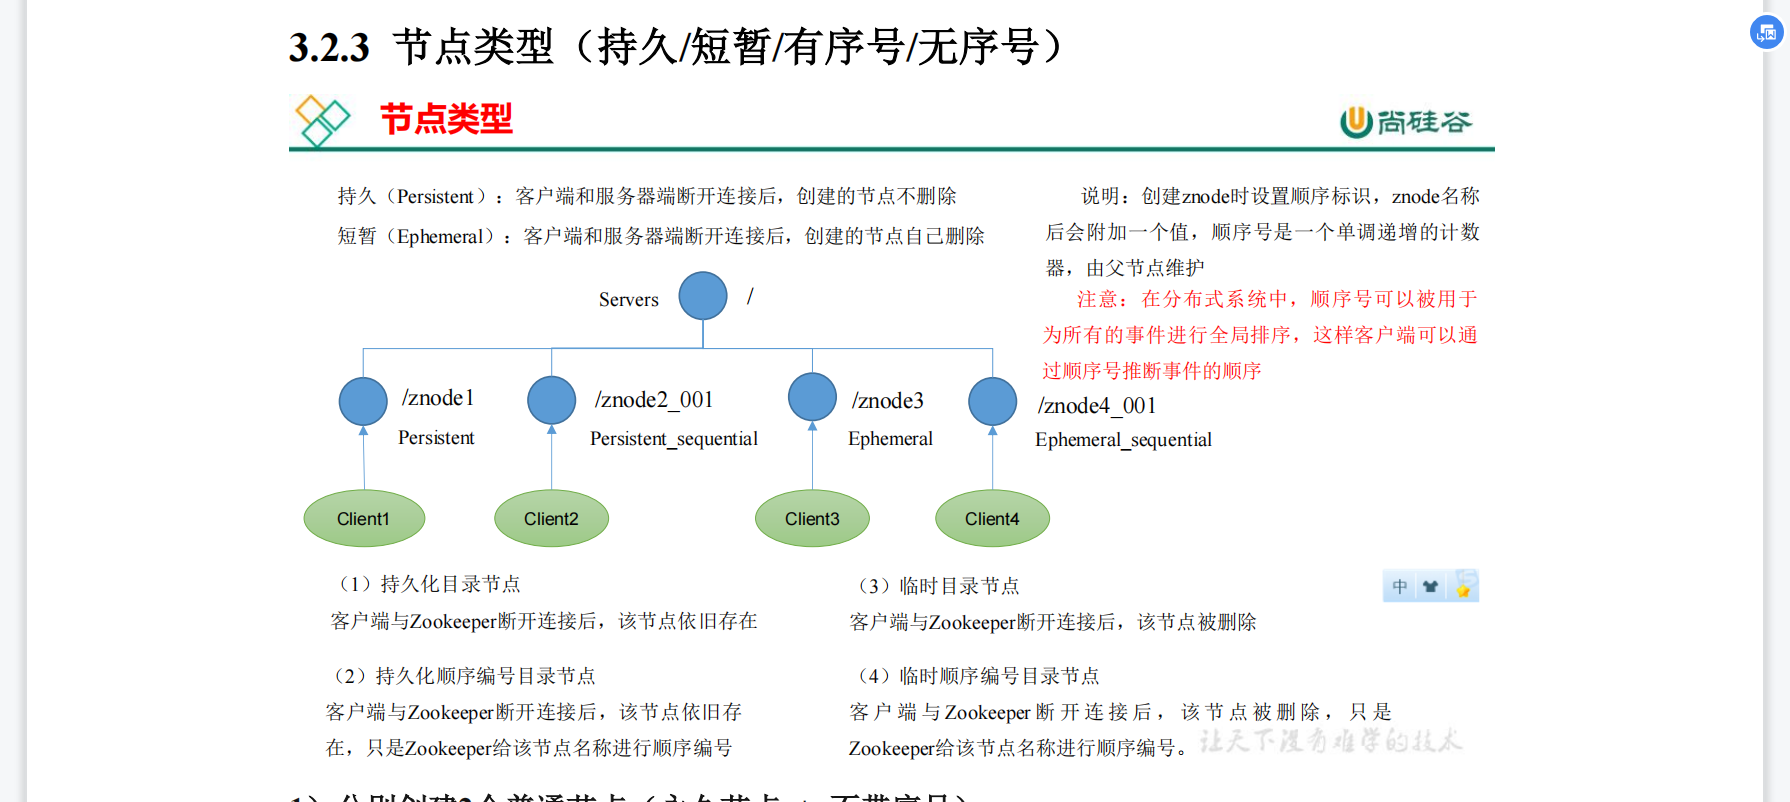 3.2.3 节点类型（持久/短暂/有序号/无序号）
节点类型
尚硅谷
持久（Persistent）：客户端和服务器端断开连接后，创建的节点不删除
短暂（Ephemeral）：客户端和服务器端断开连接后，创建的节点自己删除
说明：创建znode时设置顺序标识，znode名称
后会附加一个值，顺序号是一个单调递增的计数
器，由父节点维护
注意：在分布式系统中，顺序号可以被用于
为所有的事件进行全局排序，这样客户端可以通
过顺序号推断事件的顺序
Servers /
/znode1
Persistent
/znode2_001
Persistent_sequential
/znode3
Ephemeral
/znode4_001
Ephemeral_sequential
Client1
Client2
Client3
Client4
（1）持久化目录节点
客户端与Zookeeper断开连接后，该节点依旧存在
（2）持久化顺序编号目录节点
客户端与Zookeeper断开连接后，该节点依旧存
在，只是Zookeeper给该节点名称进行顺序编号
（3）临时目录节点
客户端与Zookeeper断开连接后，该节点被删除
（4）临时顺序编号目录节点
客户端与Zookeeper断开连接后，该节点被删除，只是
Zookeeper给该节点名称进行顺序编号。
让天下没有难学的技术
中